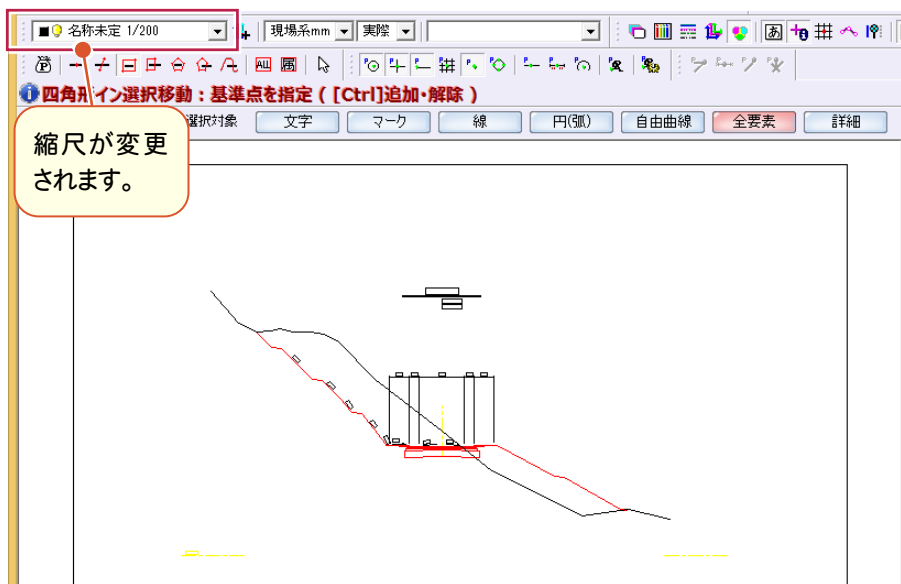 名称未定 1/200 現場系mm 実際
四角形イン選択移動：基準点を指定 ( [Ctrl]追加・解除 )
選択対象 文字 マーク 線 円(弧) 自由曲線 全要素 詳細
縮尺が変更
されます。